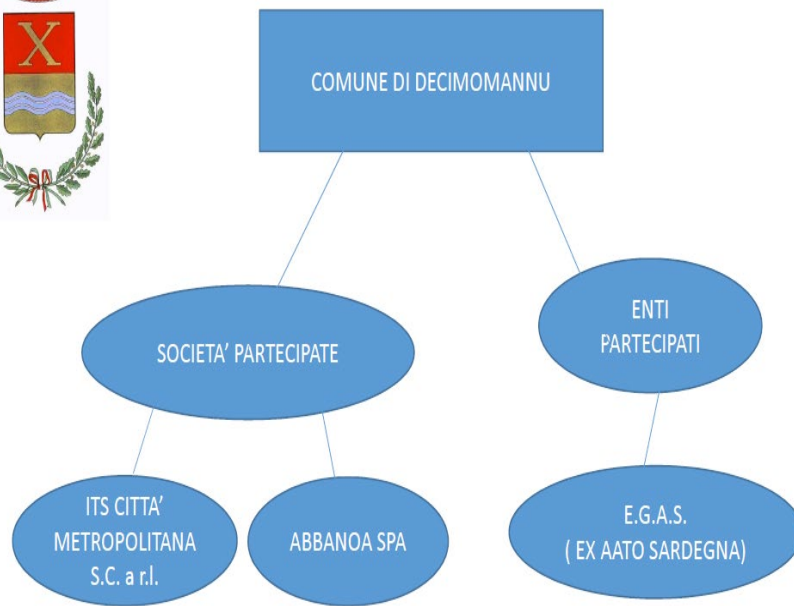 X
COMUNE DI DECIMOMANNU
SOCIETA’ PARTECIPATE
ENTI
PARTECIPATI
ITS CITTA’
METROPOLITANA
S.C. a r.l.
ABBANOA SPA
E.G.A.S.
( EX AATO SARDEGNA)